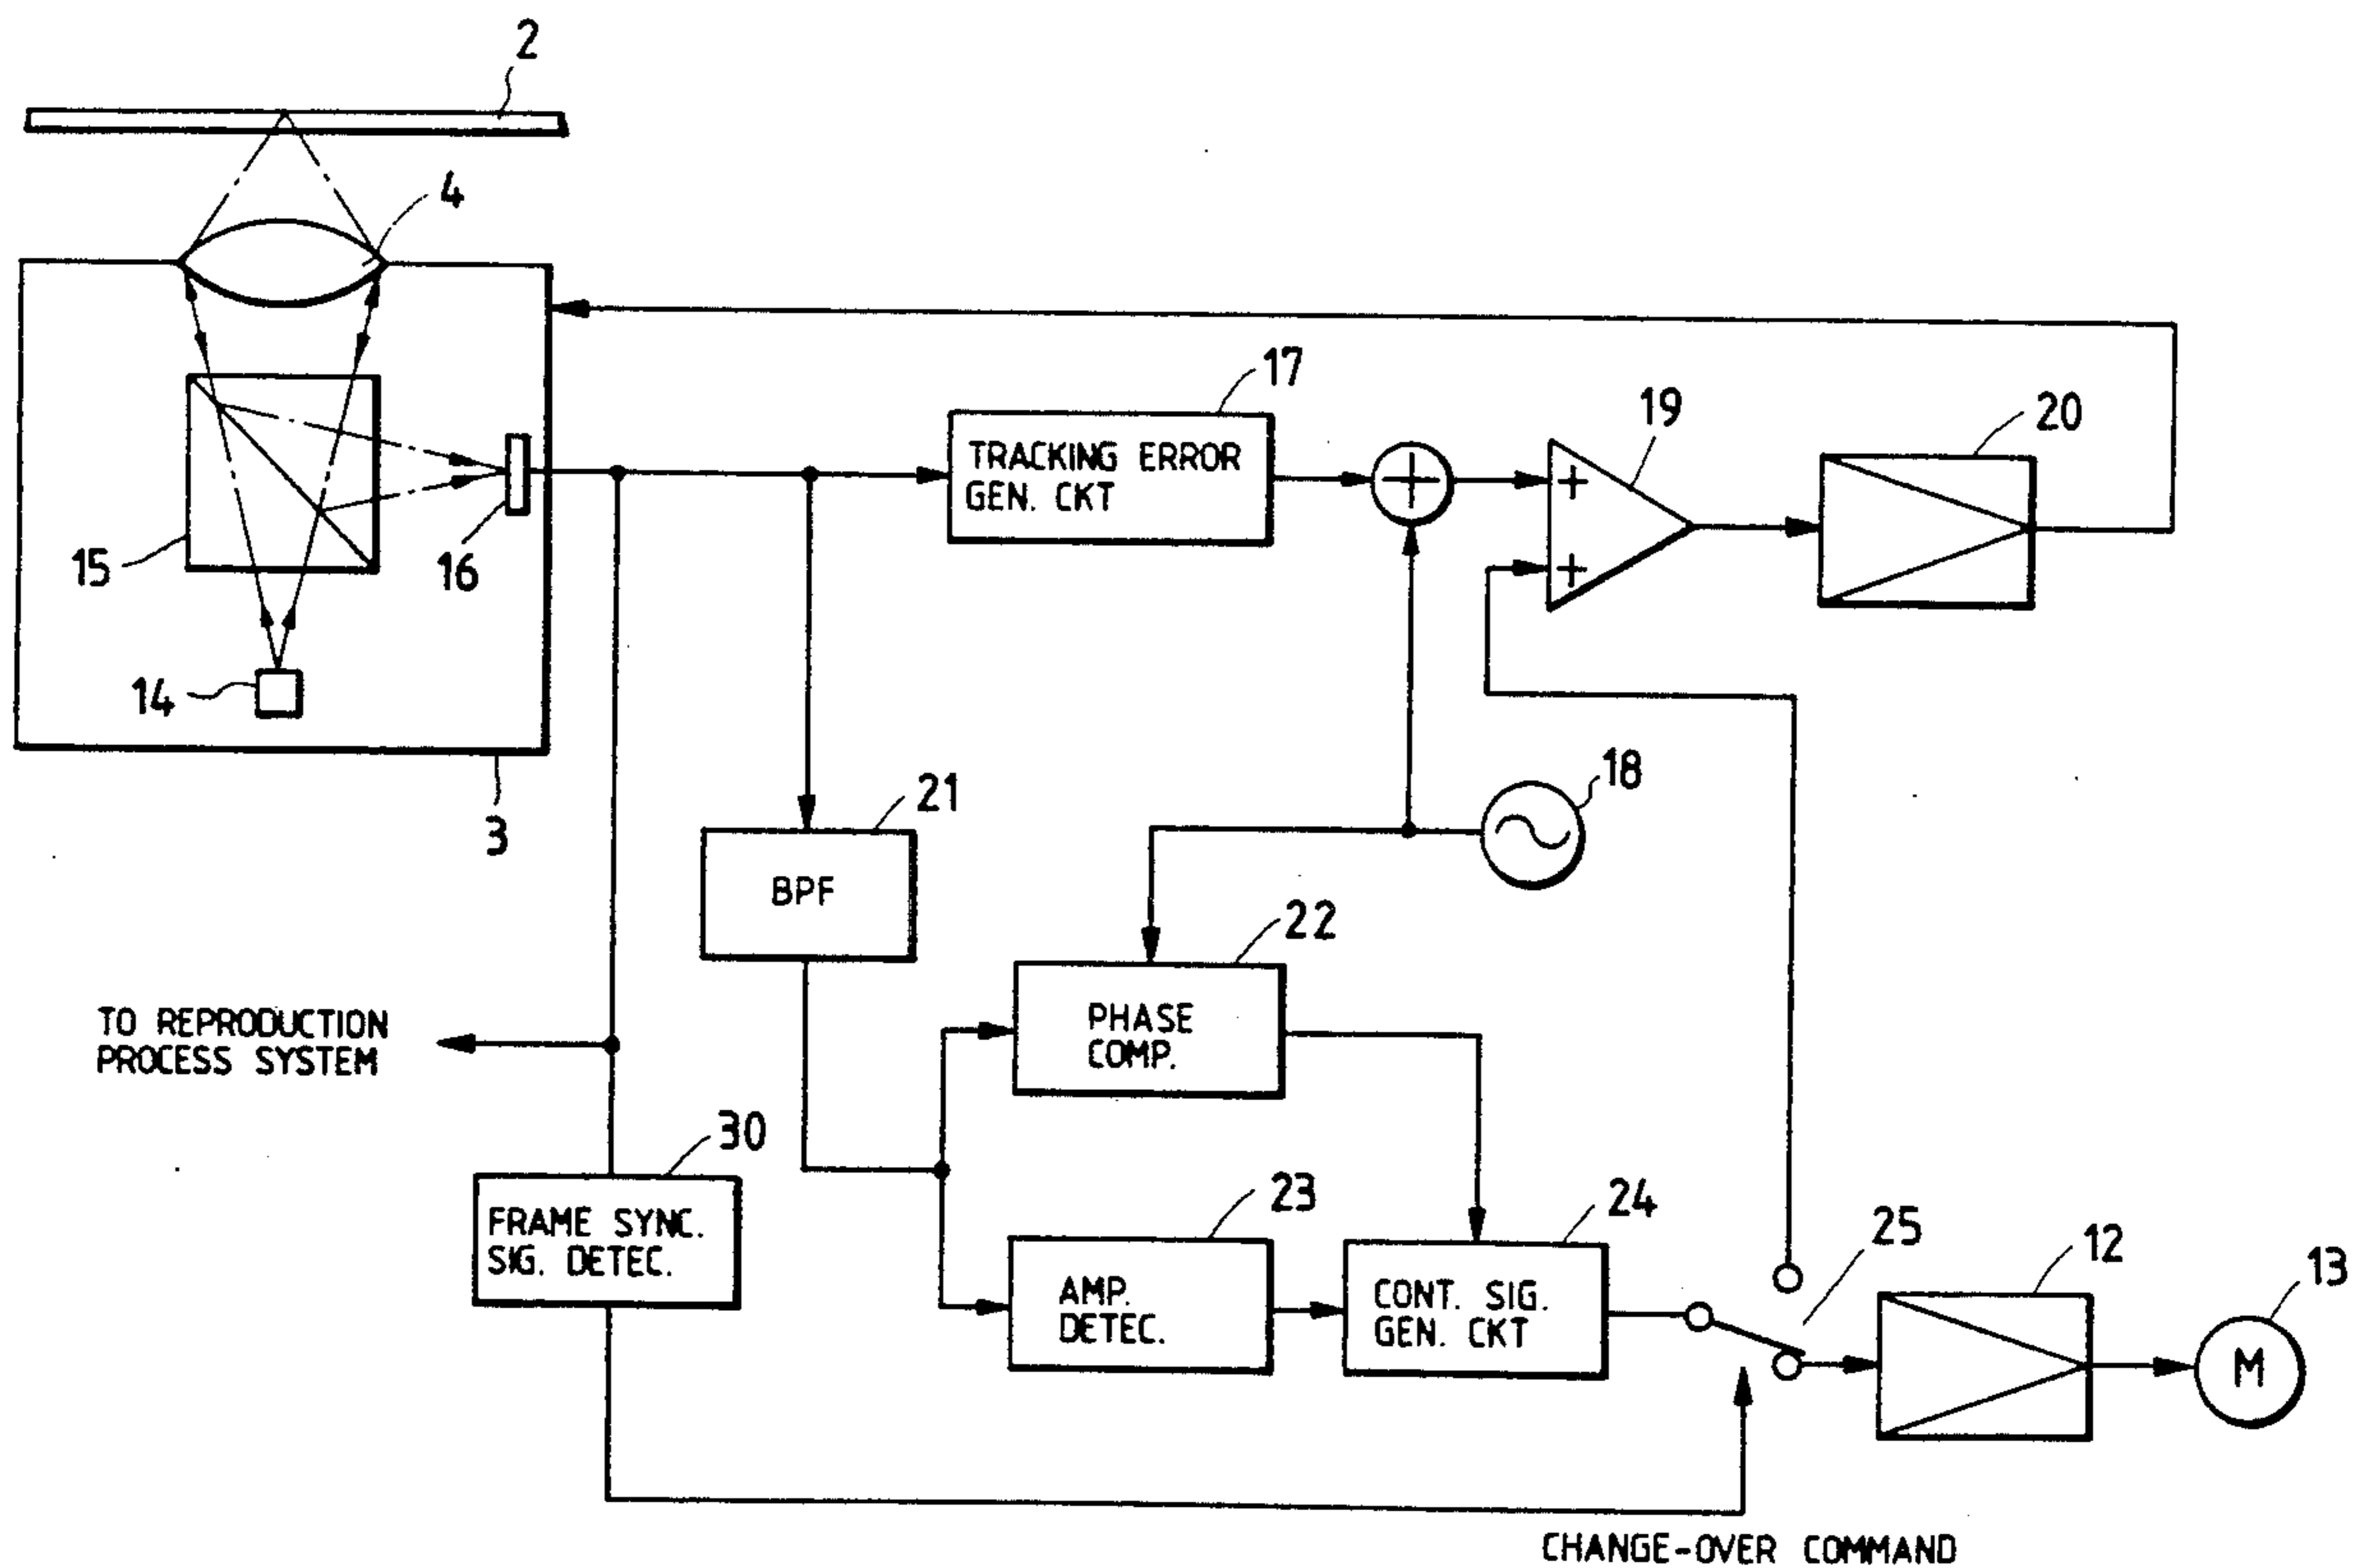 2
4
17
19
20
TRACKING ERROR
GEN. CKT
+
+
+
15
16
14
18
3
21
BPF
22
TO REPRODUCTION
PROCESS SYSTEM
PHASE
COMP.
30
23
24
25
12
13
FRAME SYNC.
SIG. DETEC.
AMP.
DETEC.
CONT. SIG.
GEN. CKT
M
CHANGE-OVER COMMAND